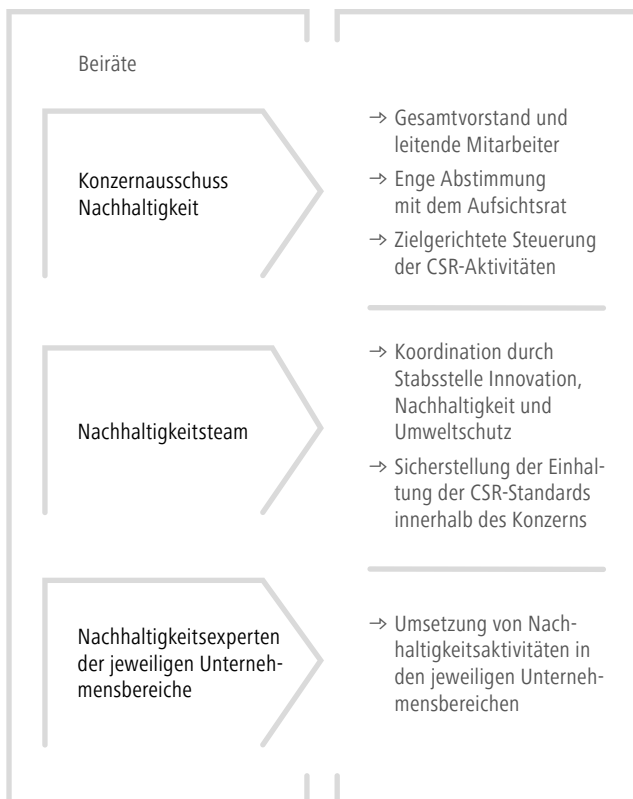 Beiräte
Konzernausschuss
Nachhaltigkeit
→ Gesamtvorstand und
leitende Mitarbeiter
→ Enge Abstimmung
mit dem Aufsichtsrat
→ Zielgerichtete Steuerung
der CSR-Aktivitäten
Nachhaltigkeitsteam
→ Koordination durch
Stabsstelle Innovation,
Nachhaltigkeit und
Umweltschutz
→ Sicherstellung der Einhal-
tung der CSR-Standards
innerhalb des Konzerns
Nachhaltigkeitsexperten
der jeweiligen Unterneh-
mensbereiche
→ Umsetzung von Nach-
haltigkeitsaktivitäten in
den jeweiligen Unterneh-
mensbereichen